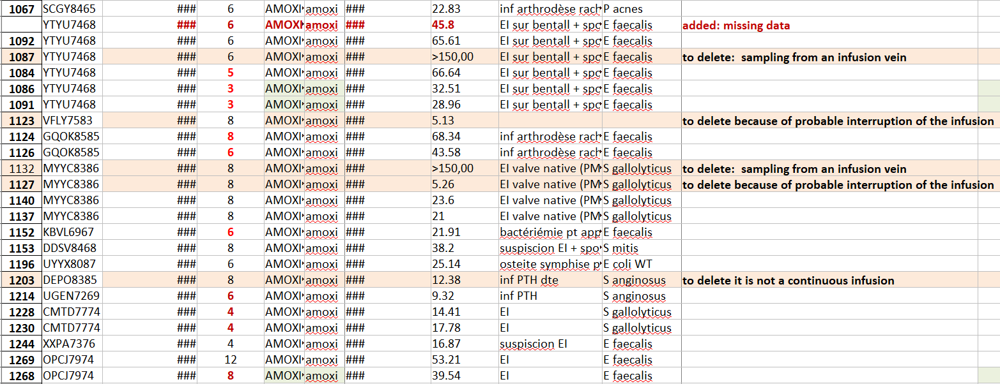 1067 SCGY8465 ### 6 AMOXI amoxi ### 22.83 inf arthrodèse rach P acnes
YTYU7468 ### 6 AMOXI amoxi ### 45.8 EI sur bentall + spo E faecalis added: missing data
1092 YTYU7468 ### 6 AMOXI amoxi ### 65.61 EI sur bentall + spo E faecalis
1087 YTYU7468 ### 6 AMOXI amoxi ### >150,00 EI sur bentall + spo E faecalis to delete: sampling from an infusion vein
1084 YTYU7468 ### 5 AMOXI amoxi ### 66.64 EI sur bentall + spo E faecalis
1086 YTYU7468 ### 3 AMOXI amoxi ### 32.51 EI sur bentall + spo E faecalis
1091 YTYU7468 ### 3 AMOXI amoxi ### 28.96 EI sur bentall + spo E faecalis
1123 VFLY7583 ### 8 AMOXI amoxi ### 5.13 to delete because of probable interruption of the infusion
1124 GQOK8585 ### 8 AMOXI amoxi ### 68.34 inf arthrodèse rach E faecalis
1126 GQOK8585 ### 6 AMOXI amoxi ### 43.58 inf arthrodèse rach E faecalis
1132 MYYC8386 ### 8 AMOXI amoxi ### >150,00 EI valve native (PM S gallolyticus to delete: sampling from an infusion vein
1127 MYYC8386 ### 8 AMOXI amoxi ### 5.26 EI valve native (PM S gallolyticus to delete because of probable interruption of the infusion
1140 MYYC8386 ### 8 AMOXI amoxi ### 23.6 EI valve native (PM S gallolyticus
1137 MYYC8386 ### 8 AMOXI amoxi ### 21 EI valve native (PM S gallolyticus
1152 KBVL6967 ### 6 AMOXI amoxi ### 21.91 bactériémie pt app E faecalis
1153 DDSV8468 ### 8 AMOXI amoxi ### 38.2 suspiscion EI + spo S mitis
1196 UYYX8087 ### 6 AMOXI amoxi ### 25.14 osteite symphise p E coli WT
1203 DEPO8385 ### 8 AMOXI amoxi ### 12.38 inf PTH dte S anginosus to delete it is not a continuous infusion
1214 UGEN7269 ### 6 AMOXI amoxi ### 9.32 inf PTH S anginosus
1228 CMTD7774 ### 4 AMOXI amoxi ### 14.41 EI S gallolyticus
1230 CMTD7774 ### 4 AMOXI amoxi ### 17.78 EI S gallolyticus
1244 XXPA7376 ### 4 AMOXI amoxi ### 16.87 suspiscion EI E faecalis
1269 OPCJ7974 ### 12 AMOXI amoxi ### 53.21 EI E faecalis
1268 OPCJ7974 ### 8 AMOXI amoxi ### 39.54 EI E faecalis